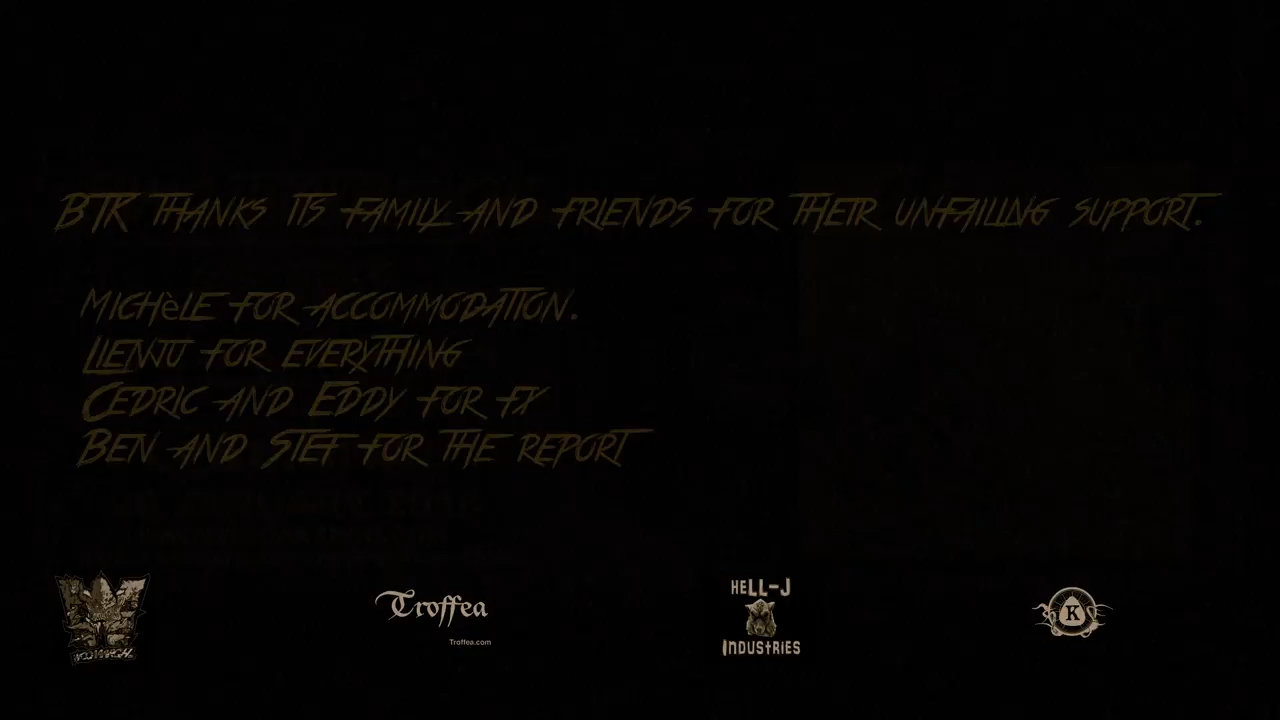 BTK THANKS ITS FAMILY AND FRIENDS FOR THEIR UNFAILING SUPPORT.
MICHèLE FOR ACCOMMODATION.
FOR EVERYTHING
CEDRIC AND EDDY FOR FX
BEN AND STEF FOR THE REPORT
Troffea
Troffea.com
HELL-J
INDUSTRIES
K